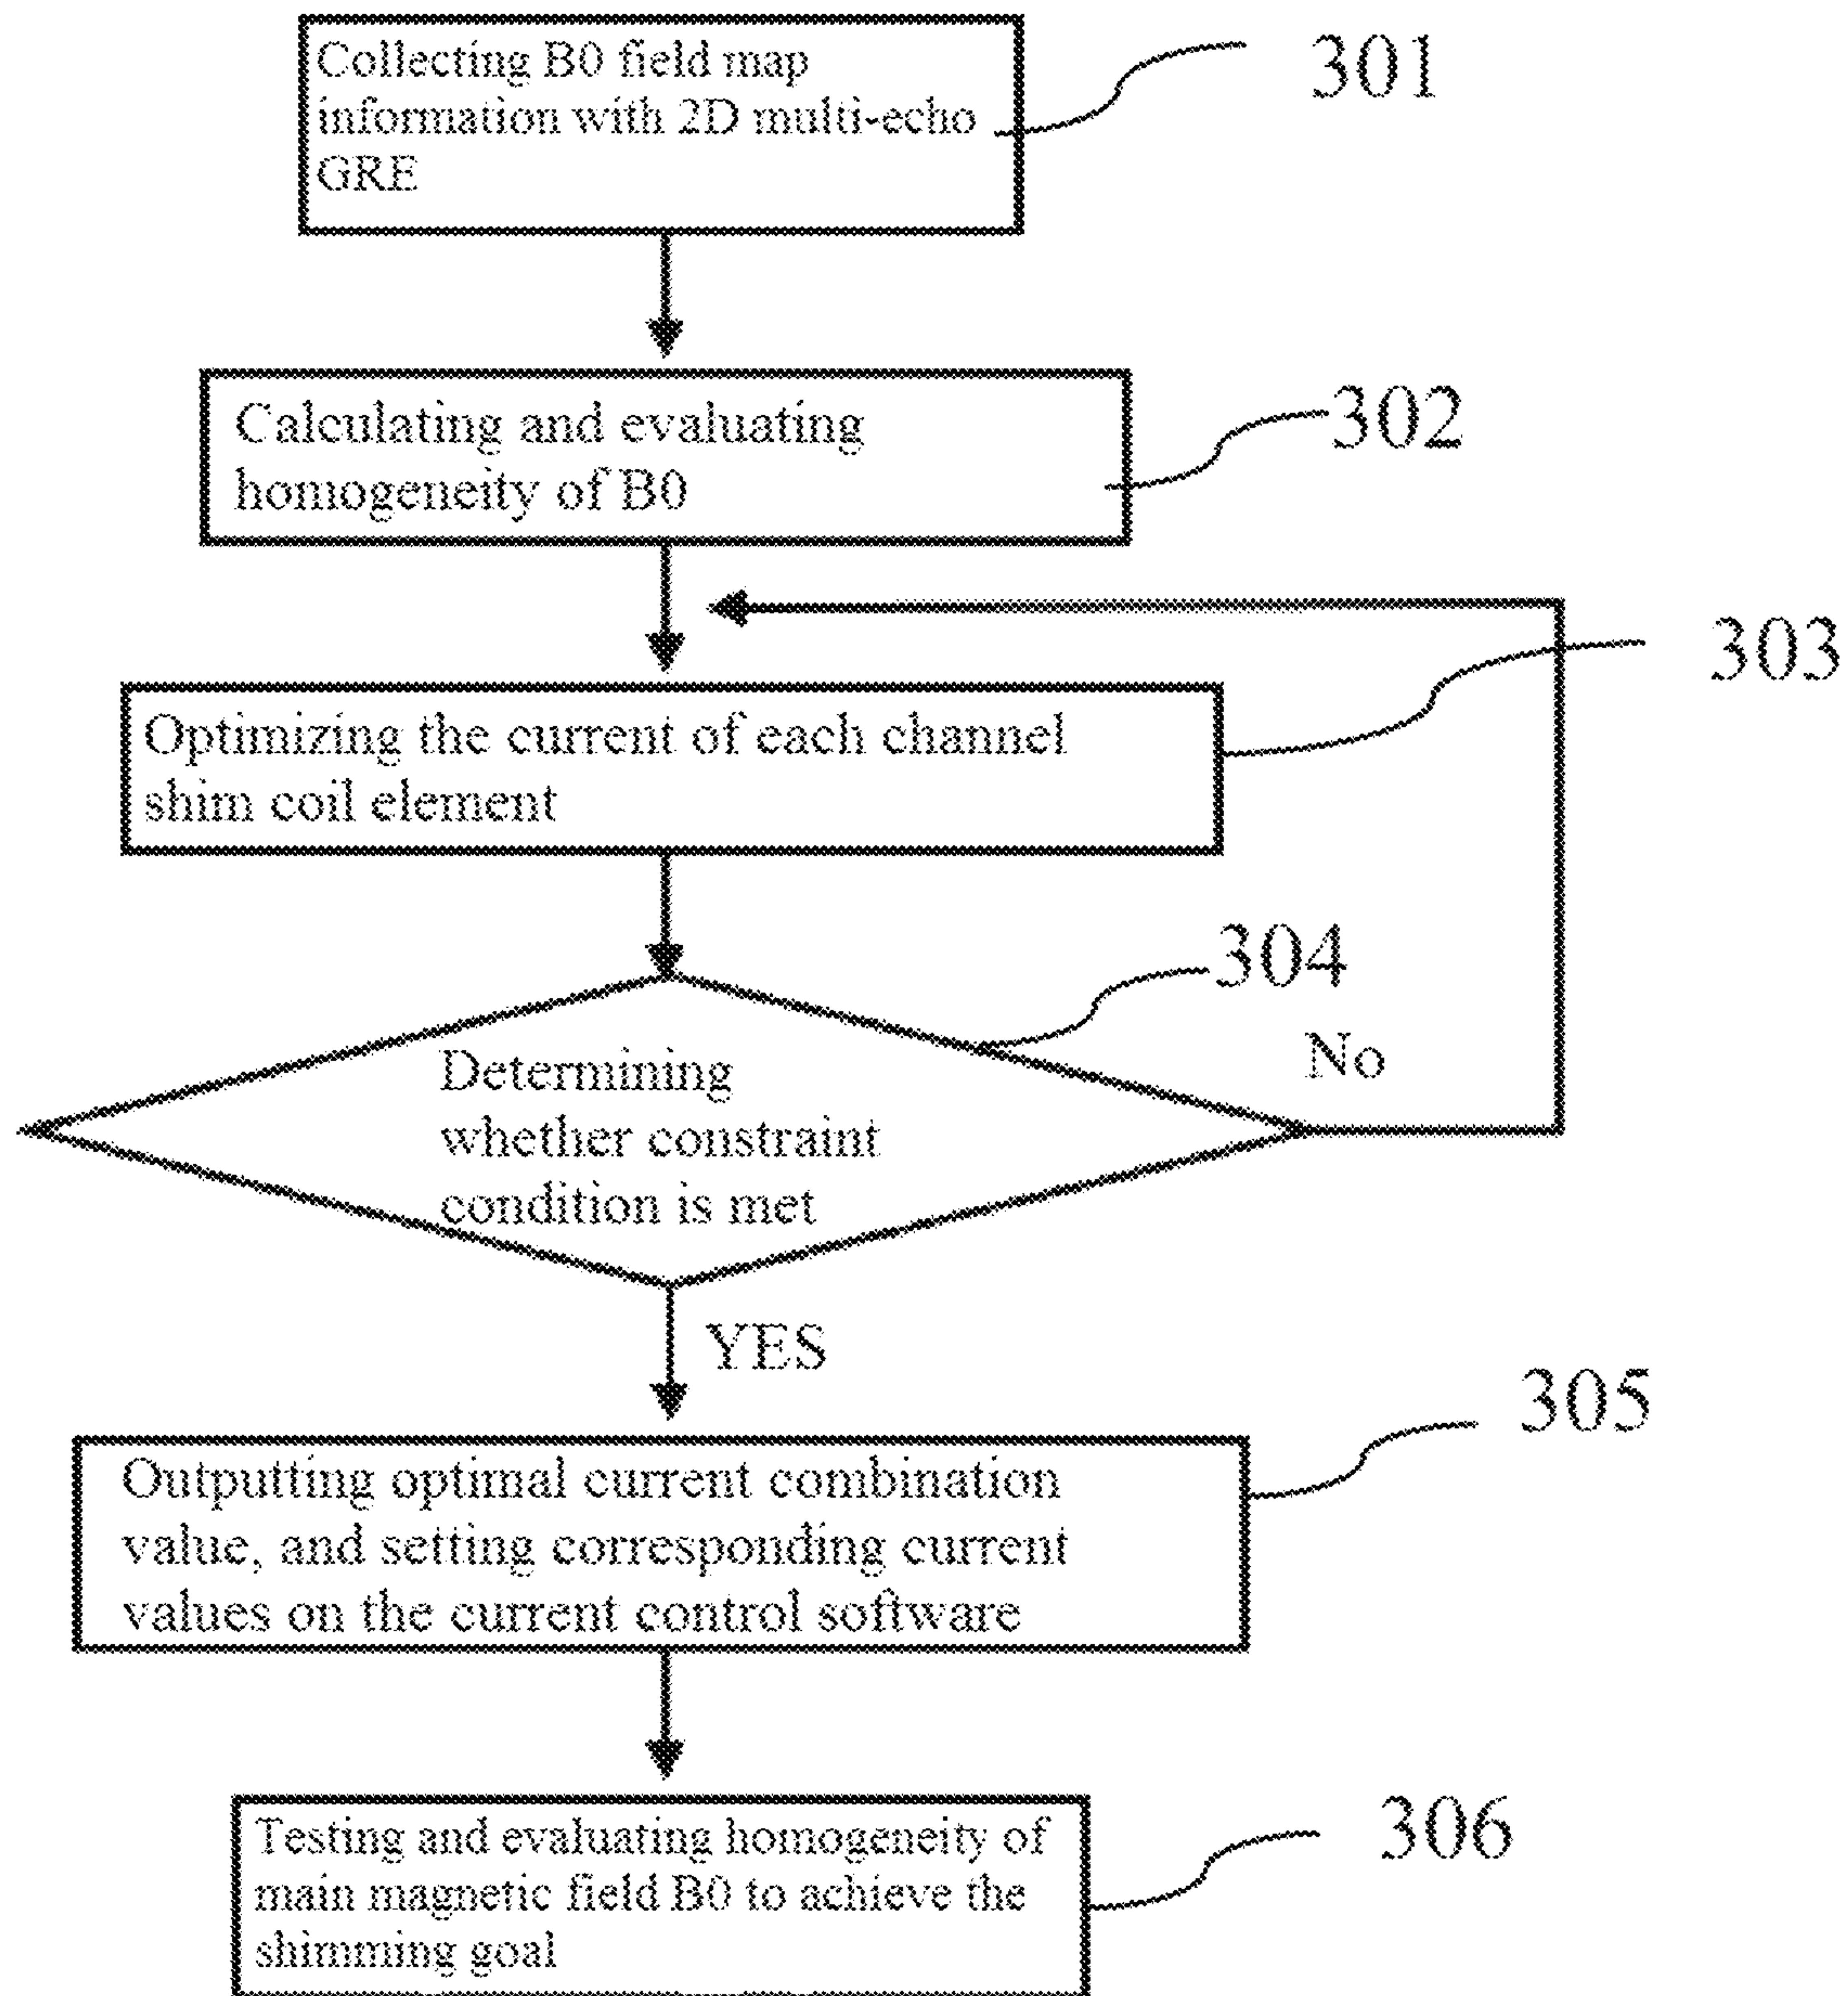 Collecting B0 field map
information with 2D multi-echo
GRE
301
Calculating and evaluating
homogeneity of B0
302
303
Optimizing the current of each channel
shim coil element
304
No
Determining
whether constraint
condition is met
YES
305
Outputting optimal current combination
value, and setting corresponding current
values on the current control software
306
Testing and evaluating homogeneity of
main magnetic field B0 to achieve the
shimming goal